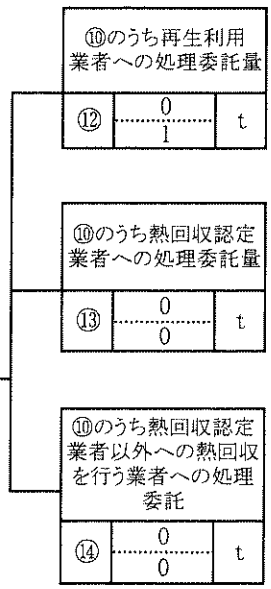 ⑩のうち再生利用
業者への処理委託量
⑫ 0 t
1
⑩のうち熱回収認定
業者への処理委託量
⑬ 0 t
0
⑩のうち熱回収認定
業者以外への熱回収
を行う業者への処理
委託
⑭ 0 t
0